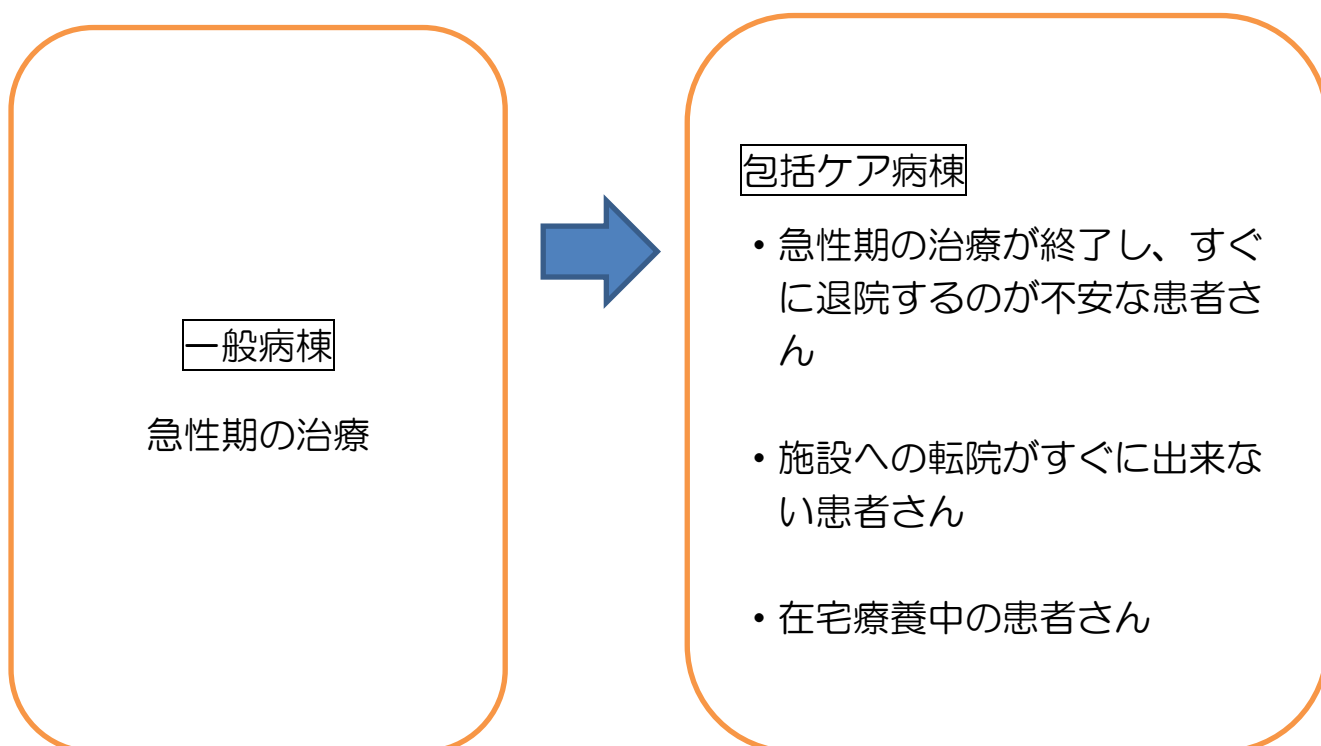 一般病棟
急性期の治療
包括ケア病棟
・急性期の治療が終了し、すぐ
に退院するのが不安な患者さ
ん
・施設への転院がすぐに出来な
い患者さん
・在宅療養中の患者さん